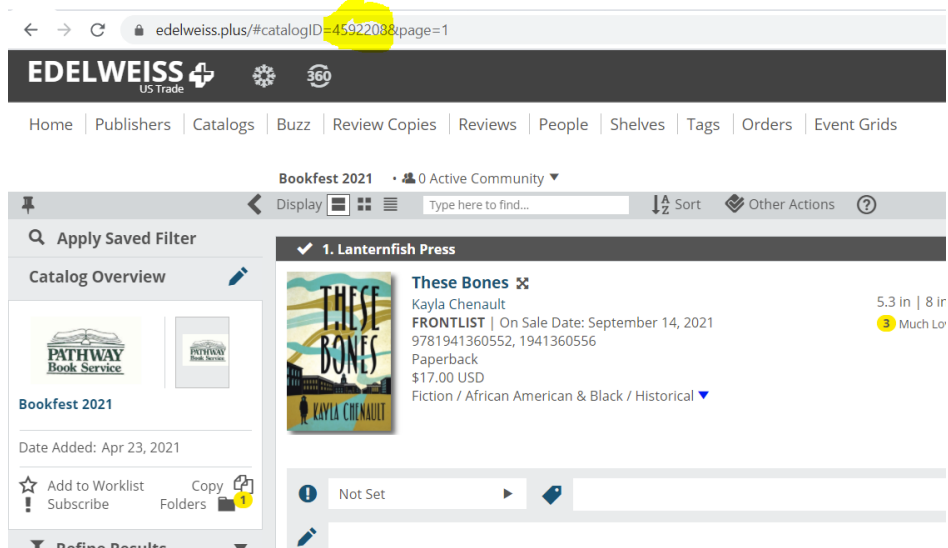 edelweiss.plus/#catalogID=4592208&page=1
EDELWEISS
US Trade
360
Home Publishers Catalogs Buzz Review Copies Reviews People Shelves Tags Orders Event Grids
Bookfest 2021 • 0 Active Community
Display Type here to find... A Z Sort Other Actions ?
Apply Saved Filter
Catalog Overview
PATHWAY
Book Service
PATHWAY
Book Service
Bookfest 2021
Date Added: Apr 23, 2021
Add to Worklist Copy
Subscribe Folders 1
Refine Results
1. Lanternfish Press
THESE
BONES
KAYLA CHENAULT
These Bones
Kayla Chenault
FRONTLIST | On Sale Date: September 14, 2021
9781941360552, 1941360556
Paperback
$17.00 USD
Fiction / African American & Black / Historical
5.3 in | 8 in
3 Much Lo
Not Set